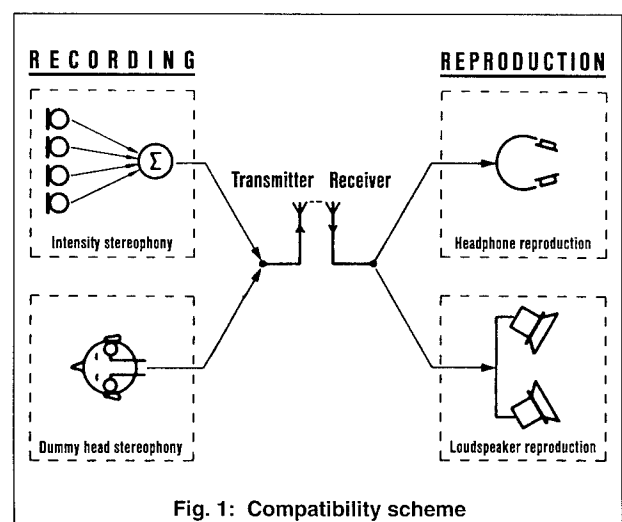 RECORDING
REPRODUCTION
Σ
Transmitter Receiver
Intensity stereophony
Headphone reproduction
Dummy head stereophony
Loudspeaker reproduction
Fig. 1: Compatibility scheme